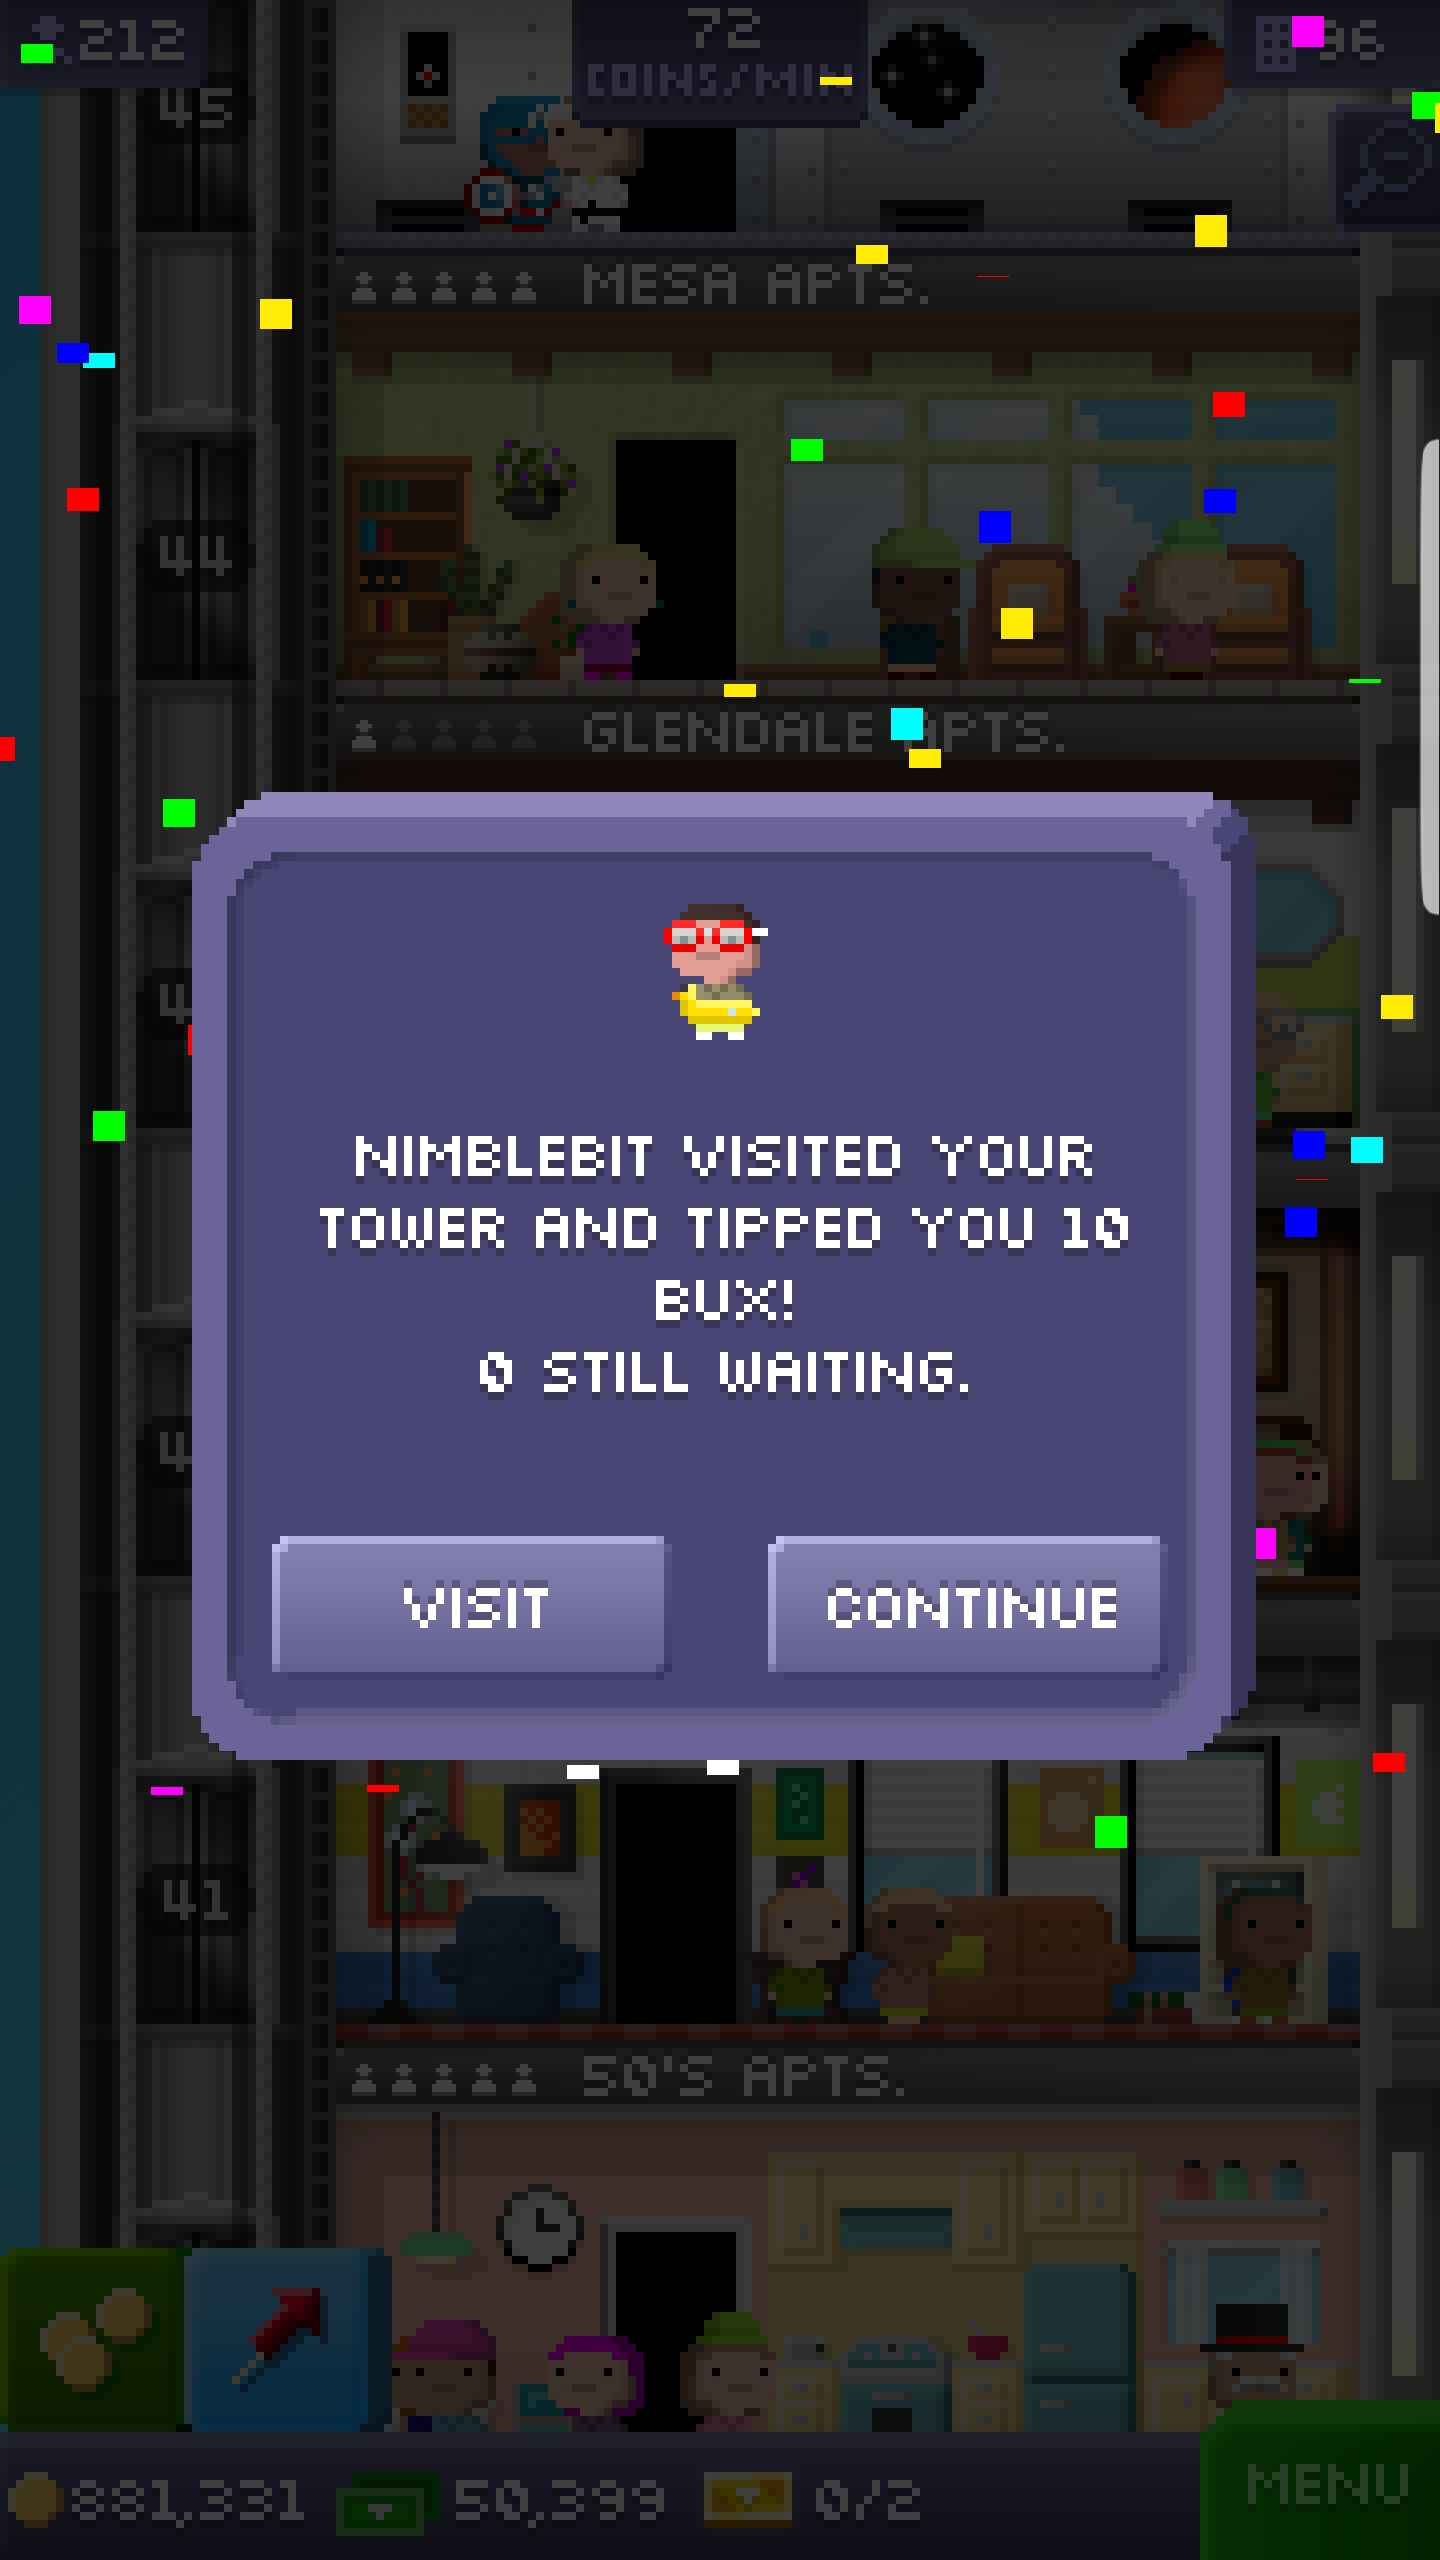 212
72
COINS/MIN
45
MESA APTS.
44
GLENDALE APTS.
NIMBLEBIT VISITED YOUR
TOWER AND TIPPED YOU 10
BUX!
0 STILL WAITING.
VISIT
CONTINUE
41
50'S APTS.
881,331
50,399
0/2
MENU